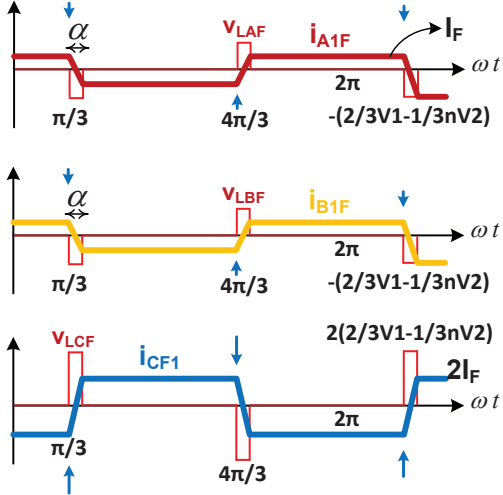 α
vLAF
iA1F
IF
ωt
π/3
4π/3
2π
-(2/3V1-1/3nV2)
α
vLBF
iB1F
ωt
π/3
4π/3
2π
-(2/3V1-1/3nV2)
2(2/3V1-1/3nV2)
vLCF
iCF1
2IF
ωt
π/3
4π/3
2π